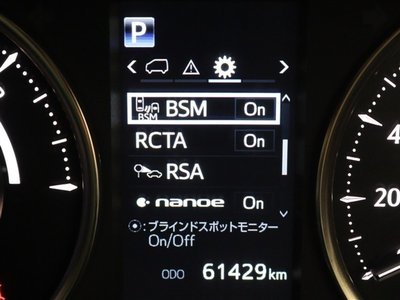 P
BSM BSM On
RCTA On
RSA
nanoe On
:ブラインドスポットモニター
On/Off
ODO 61429km
20